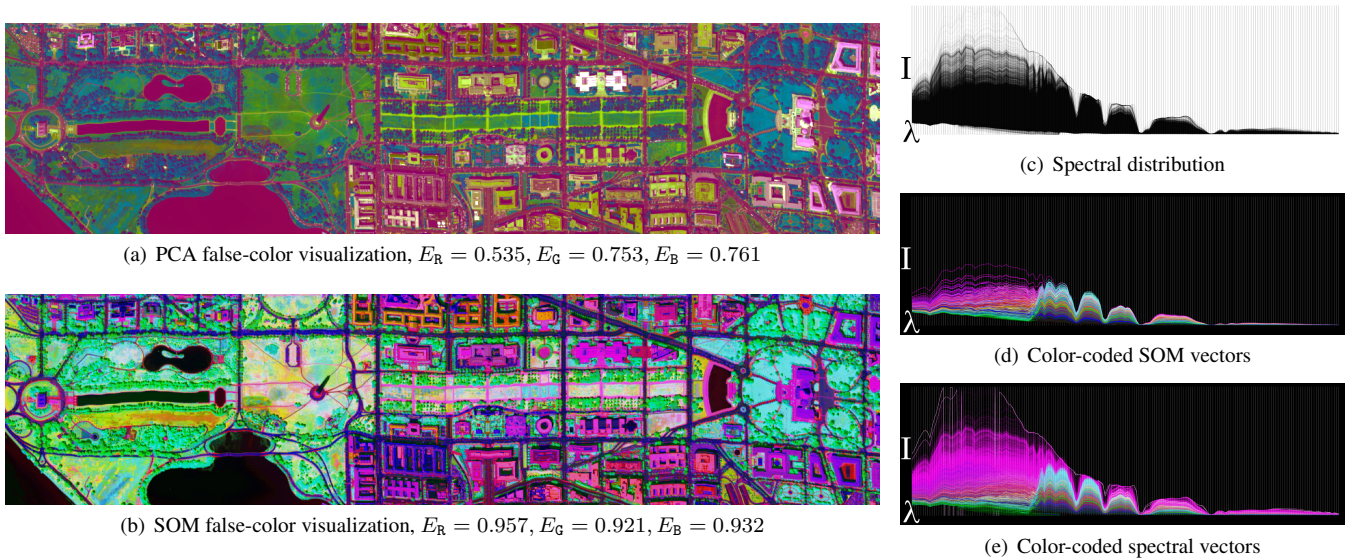 (a) PCA false-color visualization, E_R = 0.535, E_G = 0.753, E_B = 0.761
(b) SOM false-color visualization, E_R = 0.957, E_G = 0.921, E_B = 0.932
I
λ
(c) Spectral distribution
I
λ
(d) Color-coded SOM vectors
I
λ
(e) Color-coded spectral vectors